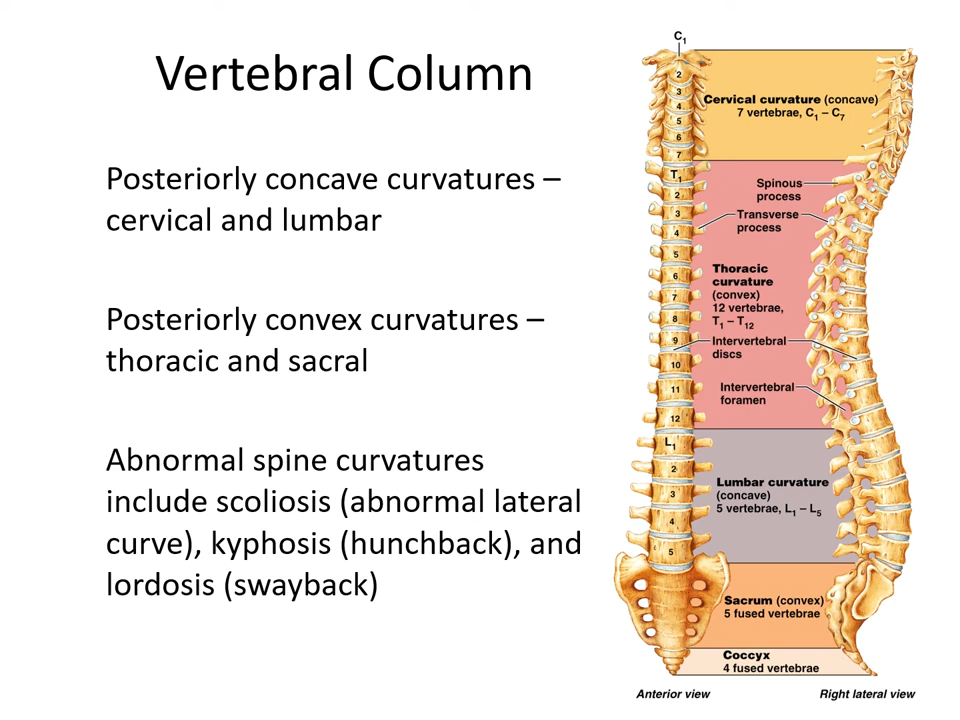 Vertebral Column
Posteriorly concave curvatures –
cervical and lumbar
Posteriorly convex curvatures –
thoracic and sacral
Abnormal spine curvatures
include scoliosis (abnormal lateral
curve), kyphosis (hunchback), and
lordosis (swayback)
C₁
2
3
4
5
6
7
T₁
2
3
4
5
6
7
8
9
10
11
12
L₁
2
3
4
5
Cervical curvature (concave)
7 vertebrae, C₁ – C₇
Spinous
process
Transverse
process
Thoracic
curvature
(convex)
12 vertebrae,
T₁ – T₁₂
Intervertebral
discs
Intervertebral
foramen
Lumbar curvature
(concave)
5 vertebrae, L₁ – L₅
Sacrum (convex)
5 fused vertebrae
Coccyx
4 fused vertebrae
Anterior view
Right lateral view